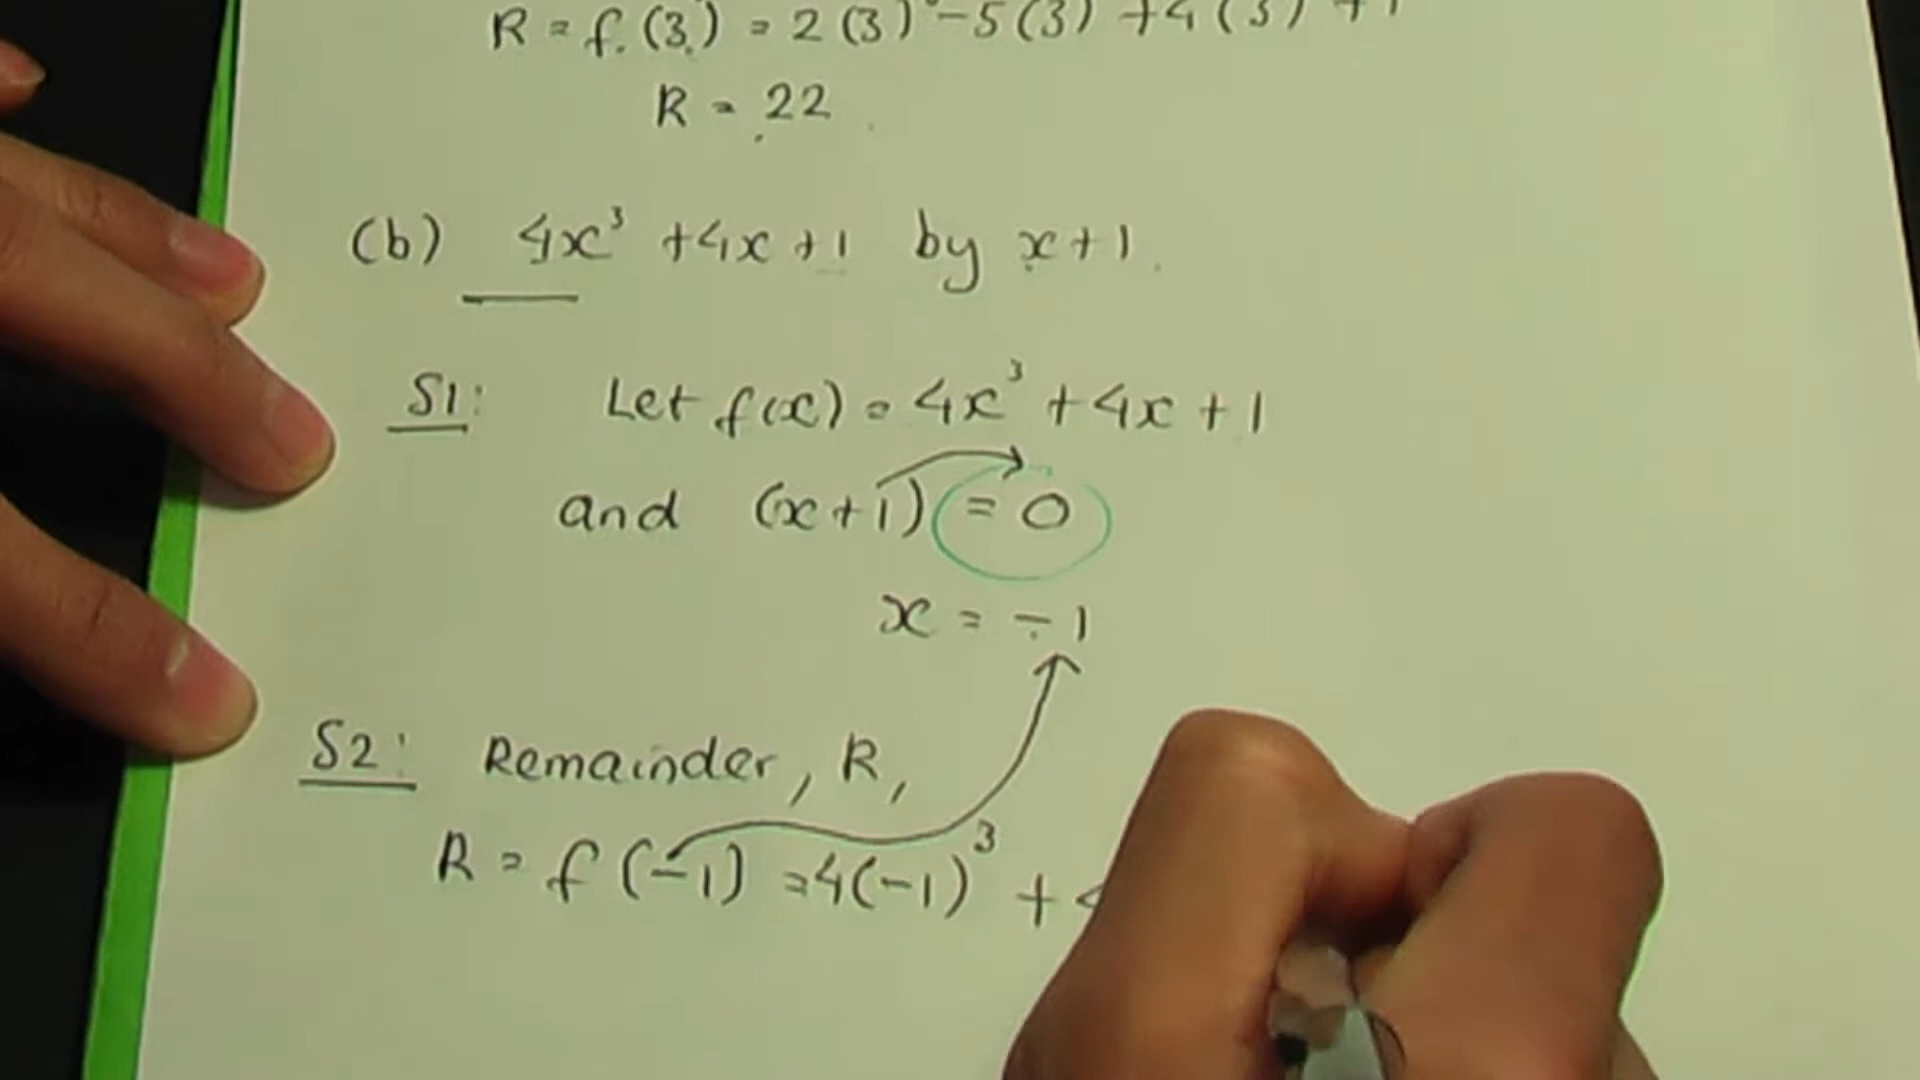 R = f(3) = 2(3) -5(3) +4(3) +1
R = 22
(b) 4x³ +4x+1 by x+1.
S1: Let f(x) = 4x³ +4x + 1
and (x+1) = 0
x = -1
S2: Remainder, R,
R = f(-1) =4(-1)³ +